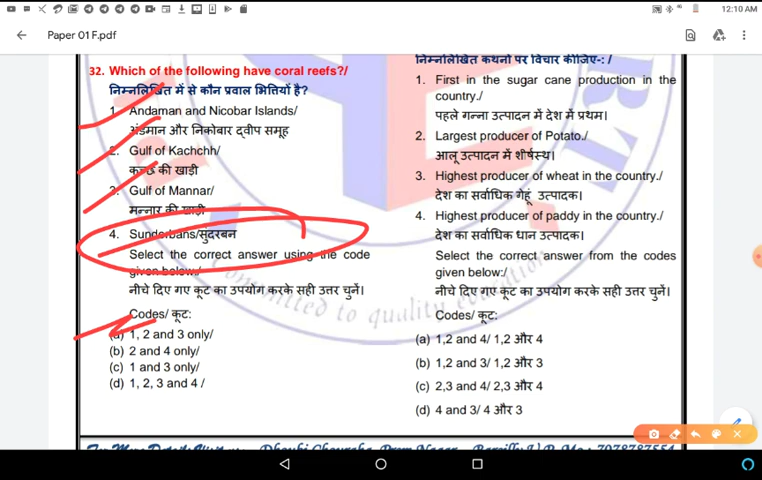 12:10 AM
Paper 01 F.pdf
32. Which of the following have coral reefs?/
निम्नलिखित में से कौन प्रवाल भित्तियों है?
1. Andaman and Nicobar Islands/
अंडमान और निकोबार द्वीप समूह
2. Gulf of Kachchh/
कच्छ की खाड़ी
3. Gulf of Mannar/
मन्नार की खाड़ी
4. Sunderbans/सुंदरबन
Select the correct answer using the code
given below:/
नीचे दिए गए कूट का उपयोग करके सही उत्तर चुनें।
Codes/ कूट:
(a) 1, 2 and 3 only/
(b) 2 and 4 only/
(c) 1 and 3 only/
(d) 1, 2, 3 and 4 /
निम्नलिखित कथनों पर विचार कीजिए-: /
1. First in the sugar cane production in the
country./
पहले गन्ना उत्पादन में देश में प्रथम।
2. Largest producer of Potato./
आलू उत्पादन में शीर्षस्थ।
3. Highest producer of wheat in the country./
देश का सर्वाधिक गेहूं उत्पादक।
4. Highest producer of paddy in the country./
देश का सर्वाधिक धान उत्पादक।
Select the correct answer from the codes
given below:/
नीचे दिए गए कूट का उपयोग करके सही उत्तर चुनें।
Codes/ कूट:
(a) 1,2 and 4/ 1,2 और 4
(b) 1,2 and 3/ 1,2 और 3
(c) 2,3 and 4/ 2,3 और 4
(d) 4 and 3/ 4 और 3
Committed to quality education